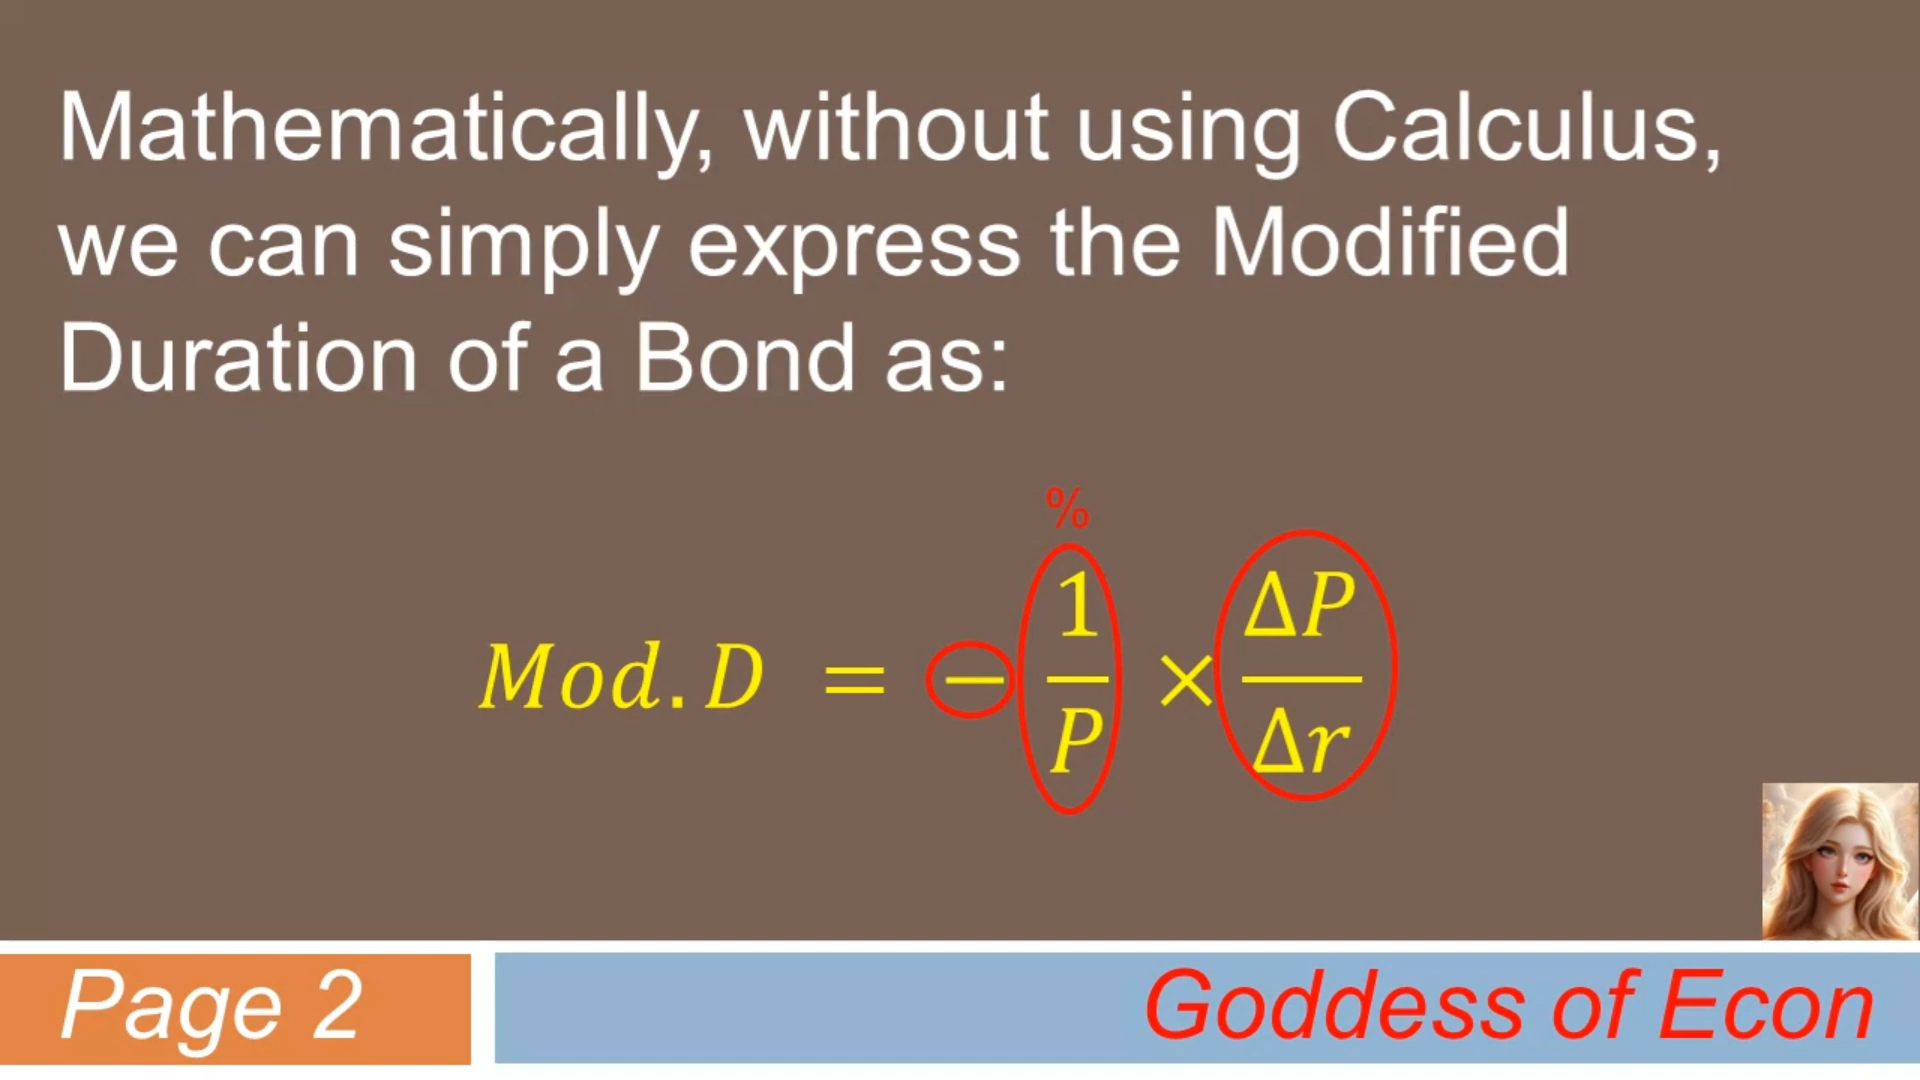 Mathematically, without using Calculus,
we can simply express the Modified
Duration of a Bond as:
%
Mod.D = − 1/P × ΔP/Δr
Page 2
Goddess of Econ